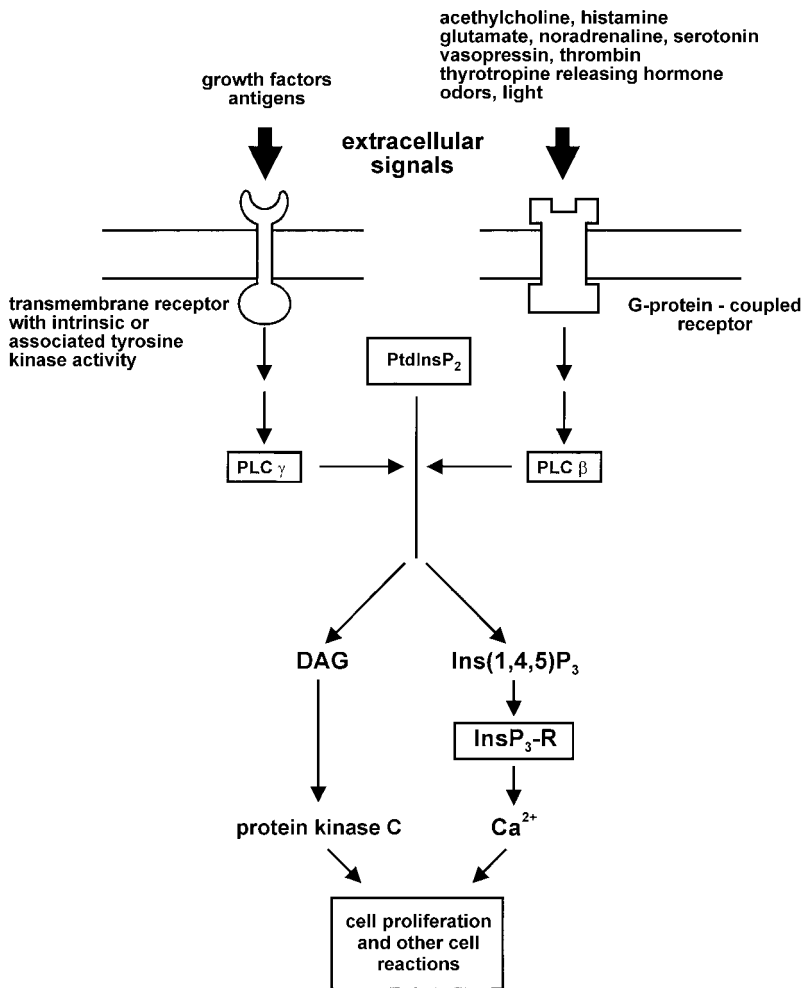 acethylcholine, histamine
glutamate, noradrenaline, serotonin
vasopressin, thrombin
thyrotropine releasing hormone
odors, light
growth factors
antigens
extracellular
signals
transmembrane receptor
with intrinsic or
associated tyrosine
kinase activity
G-protein - coupled
receptor
PtdInsP₂
PLC γ
PLC β
DAG
Ins(1,4,5)P₃
InsP₃-R
protein kinase C
Ca²⁺
cell proliferation
and other cell
reactions